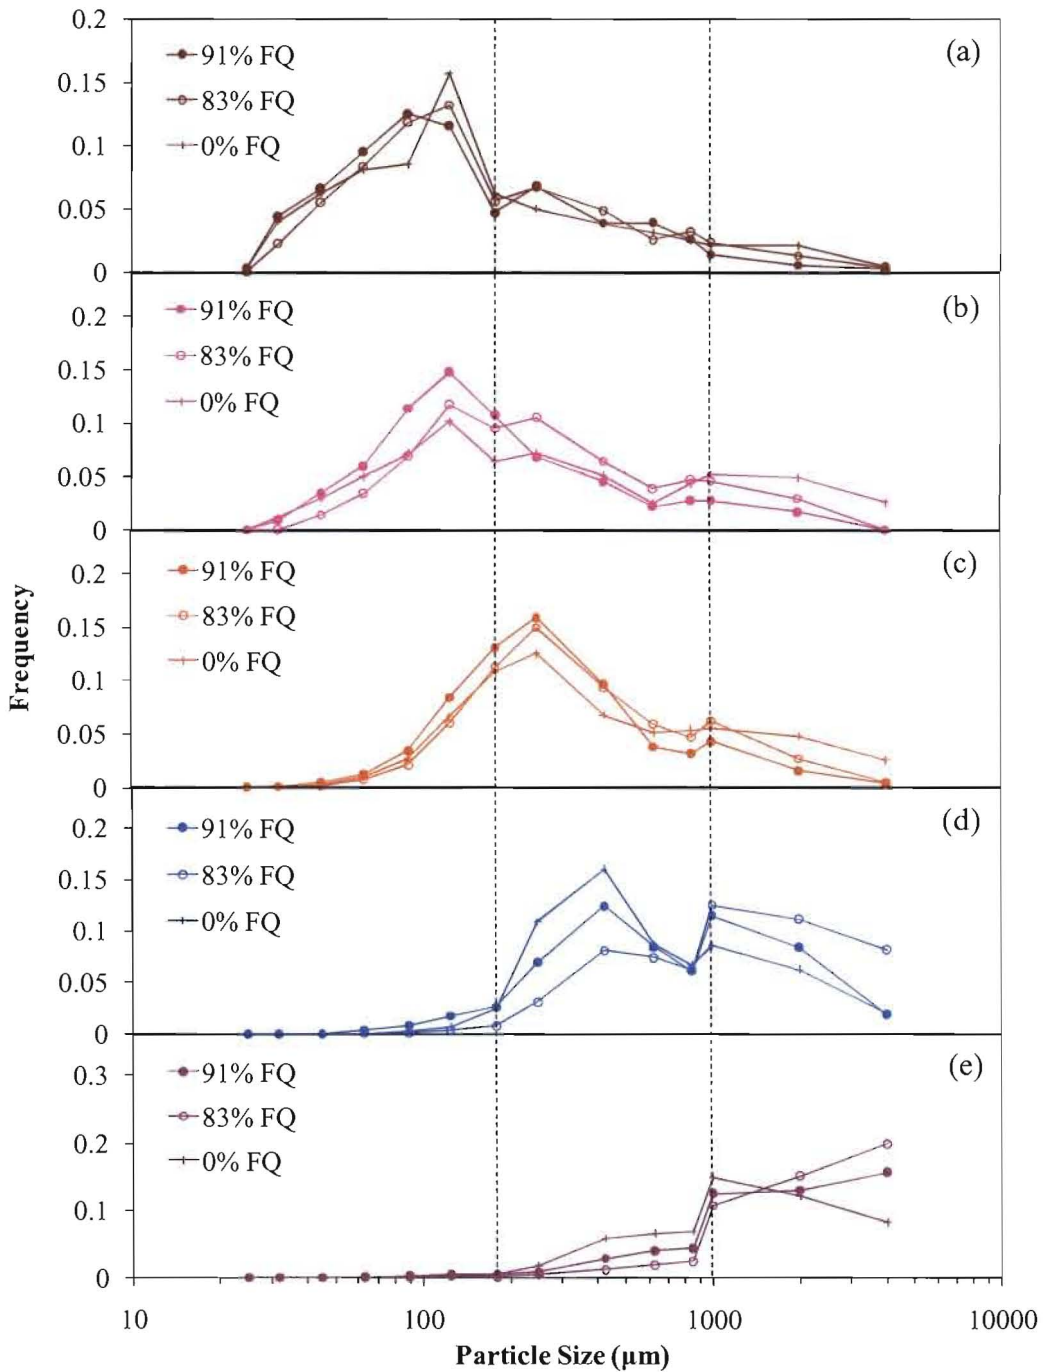 0.2
(a)
91% FQ
0.15
83% FQ
0.1
0% FQ
0.05
0
91% FQ
(b)
0.2
83% FQ
0.15
0% FQ
0.1
0.05
0
(c)
91% FQ
0.2
83% FQ
0.15
0% FQ
0.1
0.05
0
(d)
91% FQ
0.2
83% FQ
0.15
0% FQ
0.1
0.05
0
(e)
91% FQ
0.3
83% FQ
0.2
0% FQ
0.1
0
Frequency
10 100 1000 10000
Particle Size (µm)